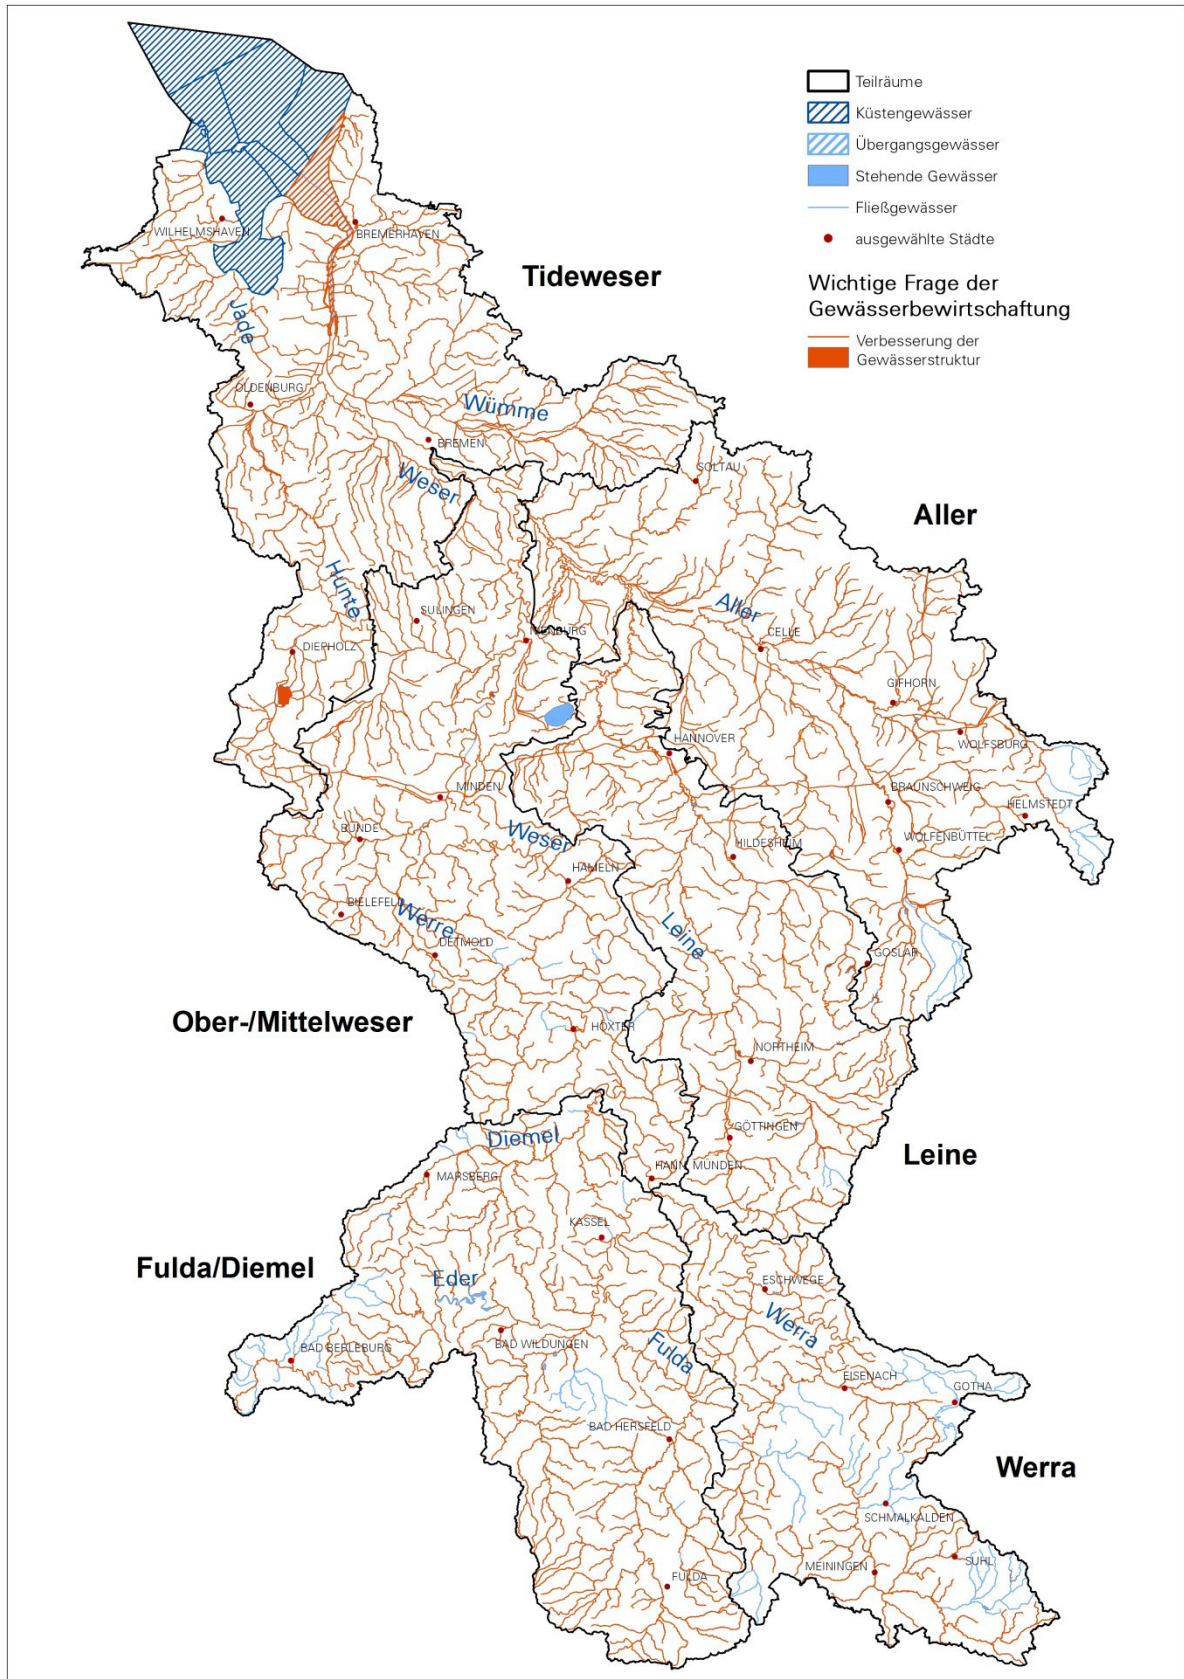 Teilräume
Küstengewässer
Übergangsgewässer
Stehende Gewässer
Fließgewässer
ausgewählte Städte
Wichtige Frage der
Gewässerbewirtschaftung
Verbesserung der
Gewässerstruktur
WILHELMSHAVEN
BREMERHAVEN
Tideweser
Jade
OLDENBURG
Wümme
BREMEN
Weser
SOLTAU
Aller
Hunte
SULINGEN
Aller
NIENBURG
CELLE
DIEPHOLZ
GIFHORN
HANNOVER
WOLFSBURG
MINDEN
BRAUNSCHWEIG
HELMSTEDT
BÜNDE
Weser
HILDESHEIM
WOLFENBÜTTEL
HAMELN
BIELEFELD
Werre
Leine
DETMOLD
GOSLAR
Ober-/Mittelweser
HÖXTER
NORTHEIM
Diemel
GÖTTINGEN
Leine
MARSBERG
HANN. MÜNDEN
KASSEL
Fulda/Diemel
Eder
ESCHWEGE
Werra
BAD WILDUNGEN
Fulda
BAD BERLEBURG
EISENACH
GOTHA
BAD HERSFELD
Werra
SCHMALKALDEN
SUHL
MEININGEN
FULDA